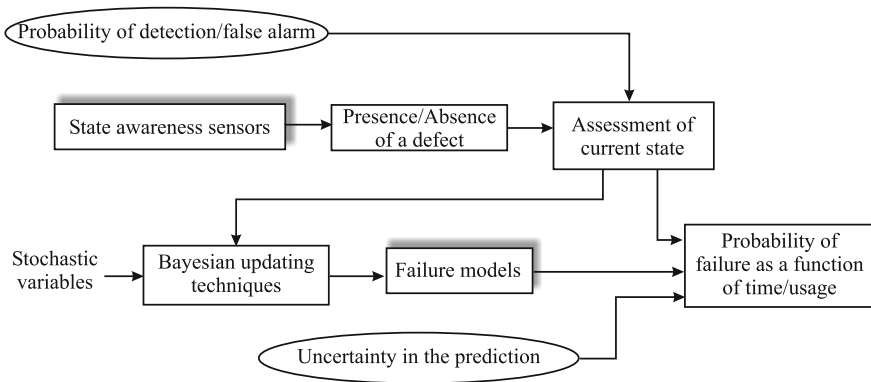 Probability of detection/false alarm
State awareness sensors
Presence/Absence
of a defect
Assessment of
current state
Stochastic
variables
Bayesian updating
techniques
Failure models
Probability of
failure as a function
of time/usage
Uncertainty in the prediction